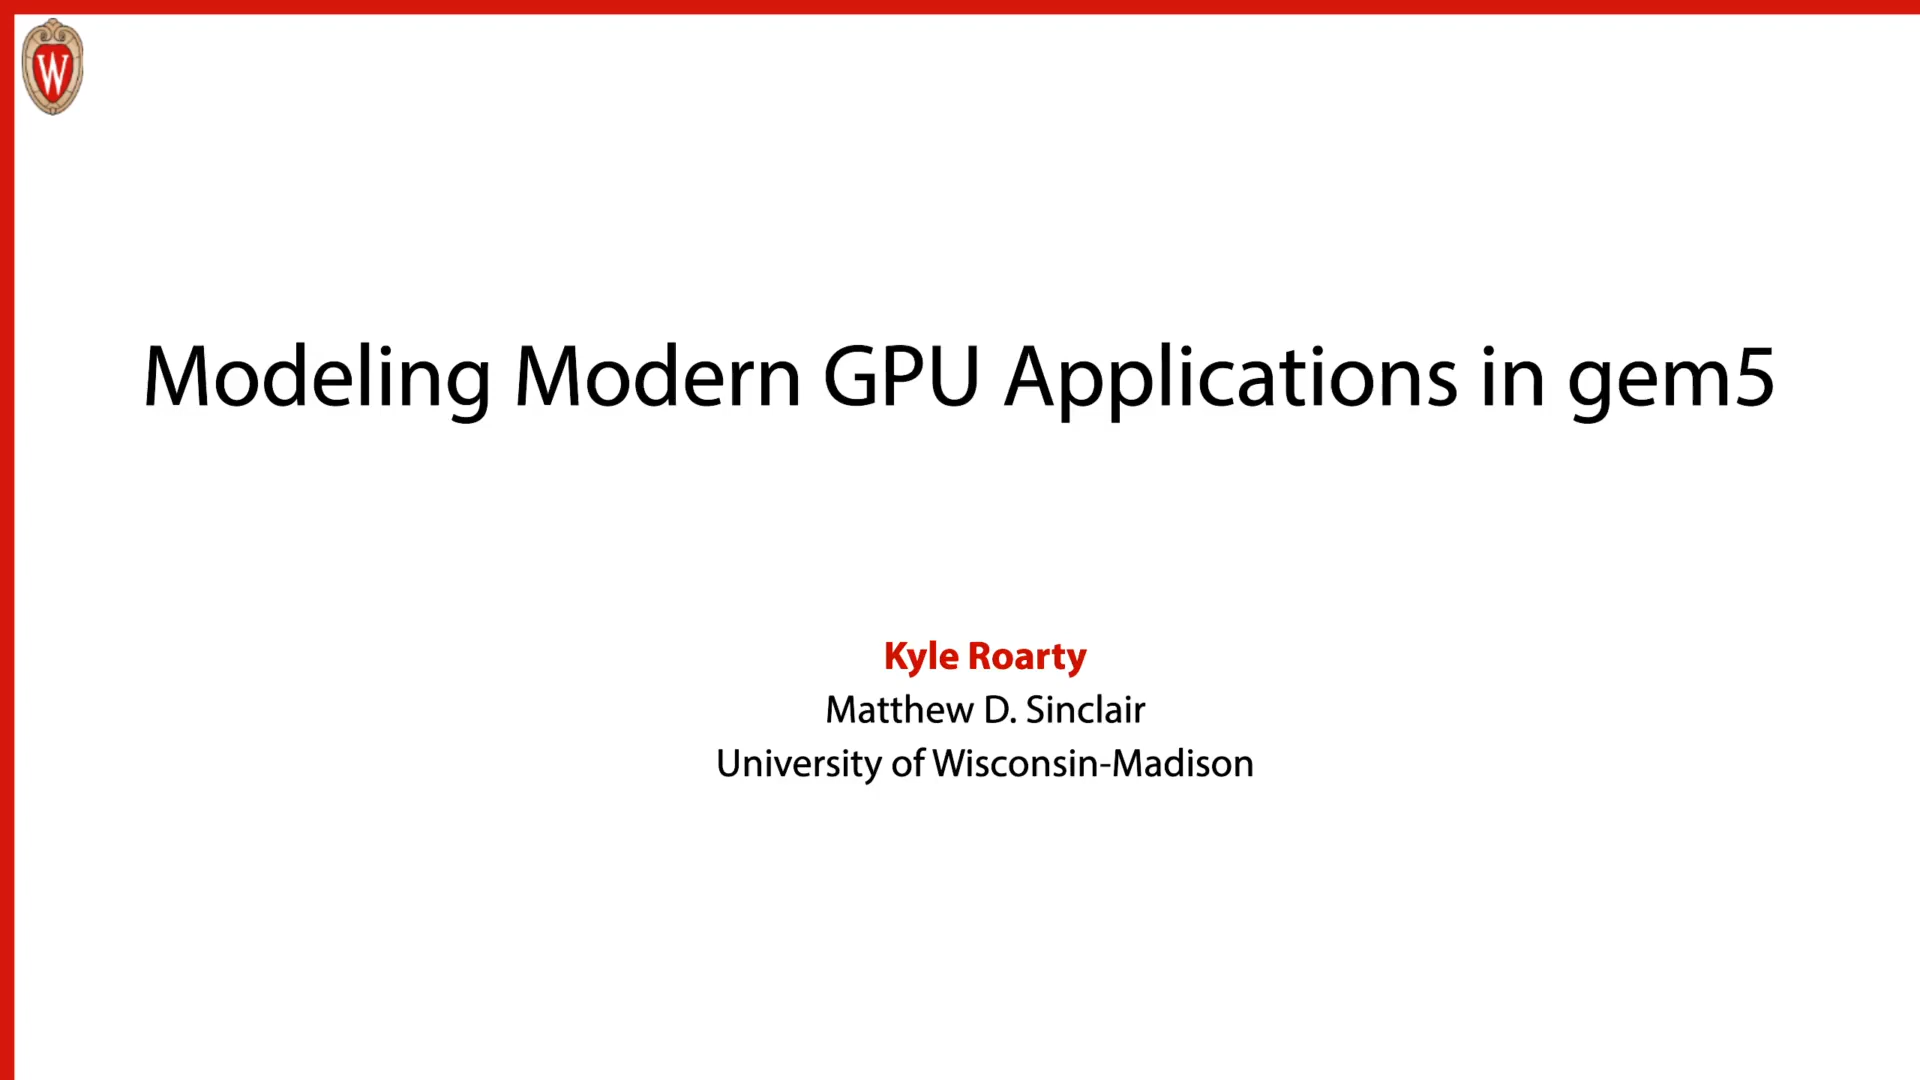 W
Modeling Modern GPU Applications in gem5
Kyle Roarty
Matthew D. Sinclair
University of Wisconsin-Madison